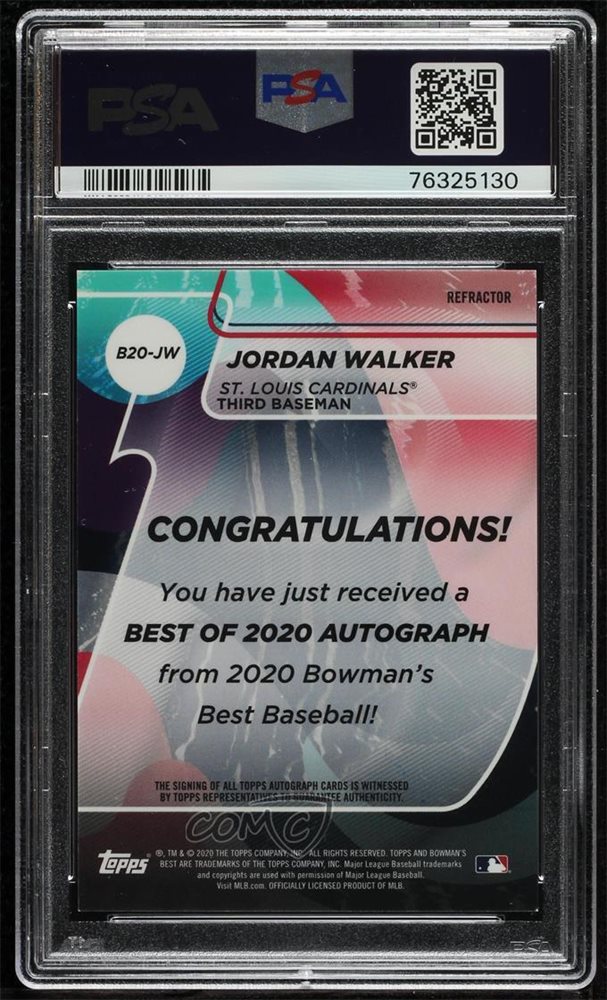 PSA
PSA
76325130
REFRACTOR
B20-JW
JORDAN WALKER
ST. LOUIS CARDINALS®
THIRD BASEMAN
CONGRATULATIONS!
You have just received a
BEST OF 2020 AUTOGRAPH
from 2020 Bowman's
Best Baseball!
THE SIGNING OF ALL TOPPS AUTOGRAPH CARDS IS WITNESSED
BY TOPPS REPRESENTATIVES TO GUARANTEE AUTHENTICITY.
COMC
topps
®, TM & © 2020 THE TOPPS COMPANY, INC. ALL RIGHTS RESERVED. TOPPS AND BOWMAN'S
BEST ARE TRADEMARKS OF THE TOPPS COMPANY, INC. Major League Baseball trademarks
and copyrights are used with permission of Major League Baseball.
Visit MLB.com. OFFICIALLY LICENSED PRODUCT OF MLB.
PSA